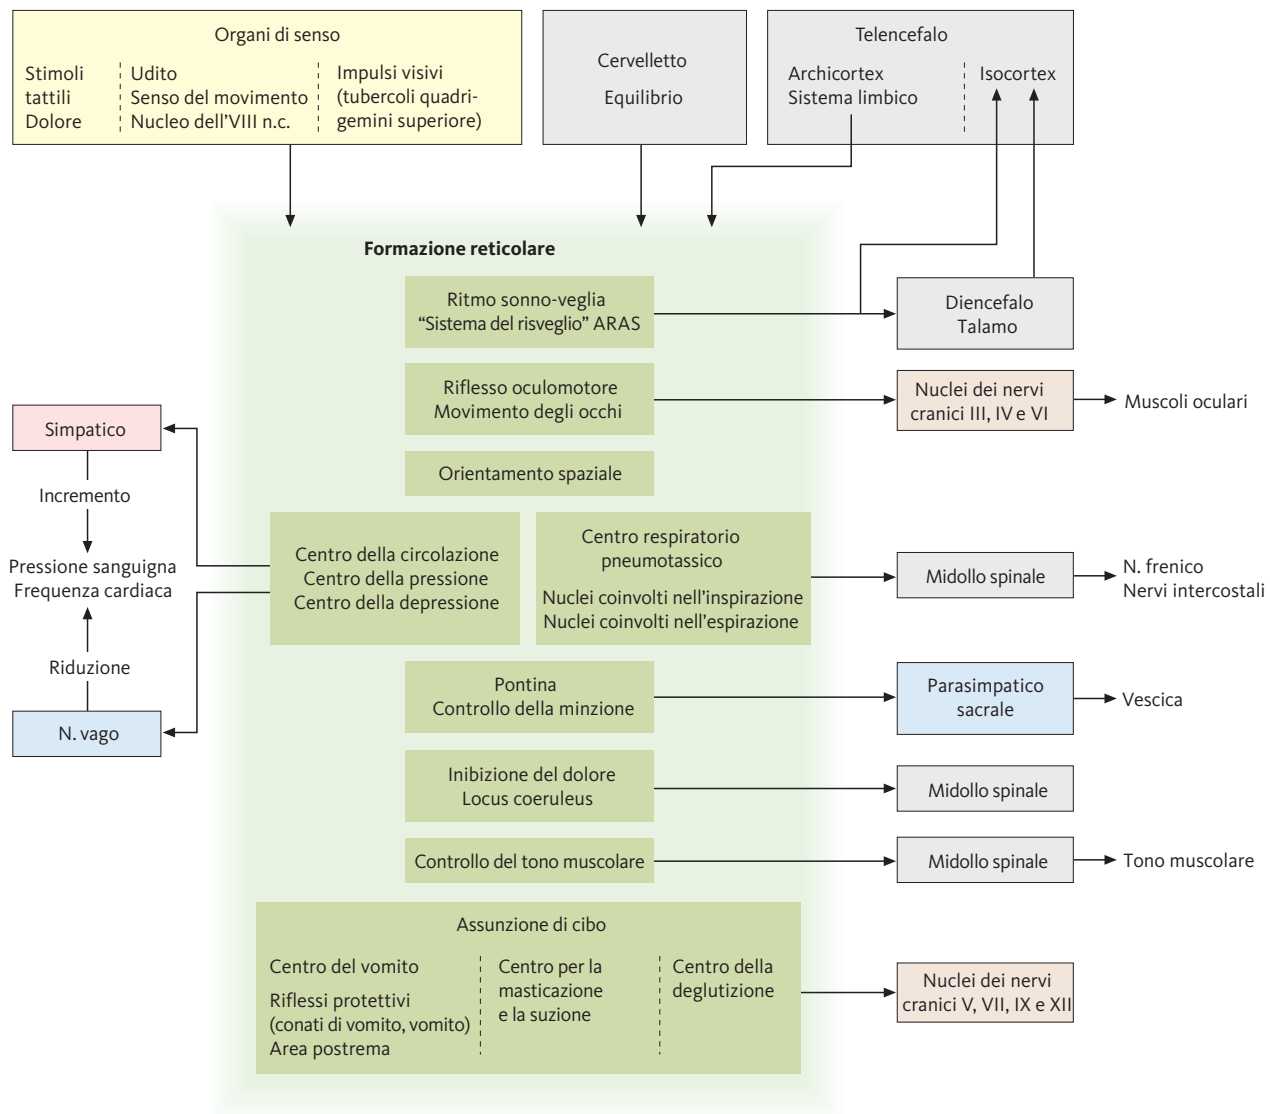 Organi di senso
Stimoli
tattili
Dolore
Udito
Senso del movimento
Nucleo dell'VIII n.c.
Impulsi visivi
(tubercoli quadri-
gemini superiore)
Cervelletto
Equilibrio
Telencefalo
Archicortex
Sistema limbico
Isocortex
Formazione reticolare
Ritmo sonno-veglia
"Sistema del risveglio" ARAS
Diencefalo
Talamo
Riflesso oculomotore
Movimento degli occhi
Nuclei dei nervi
cranici III, IV e VI
Muscoli oculari
Simpatico
Incremento
Pressione sanguigna
Frequenza cardiaca
Riduzione
N. vago
Orientamento spaziale
Centro della circolazione
Centro della pressione
Centro della depressione
Centro respiratorio
pneumotassico
Nuclei coinvolti nell'inspirazione
Nuclei coinvolti nell'espirazione
Midollo spinale
N. frenico
Nervi intercostali
Pontina
Controllo della minzione
Parasimpatico
sacrale
Vescica
Inibizione del dolore
Locus coeruleus
Midollo spinale
Controllo del tono muscolare
Midollo spinale
Tono muscolare
Assunzione di cibo
Centro del vomito
Riflessi protettivi
(conati di vomito, vomito)
Area postrema
Centro per la
masticazione
e la suzione
Centro della
deglutizione
Nuclei dei nervi
cranici V, VII, IX e XII